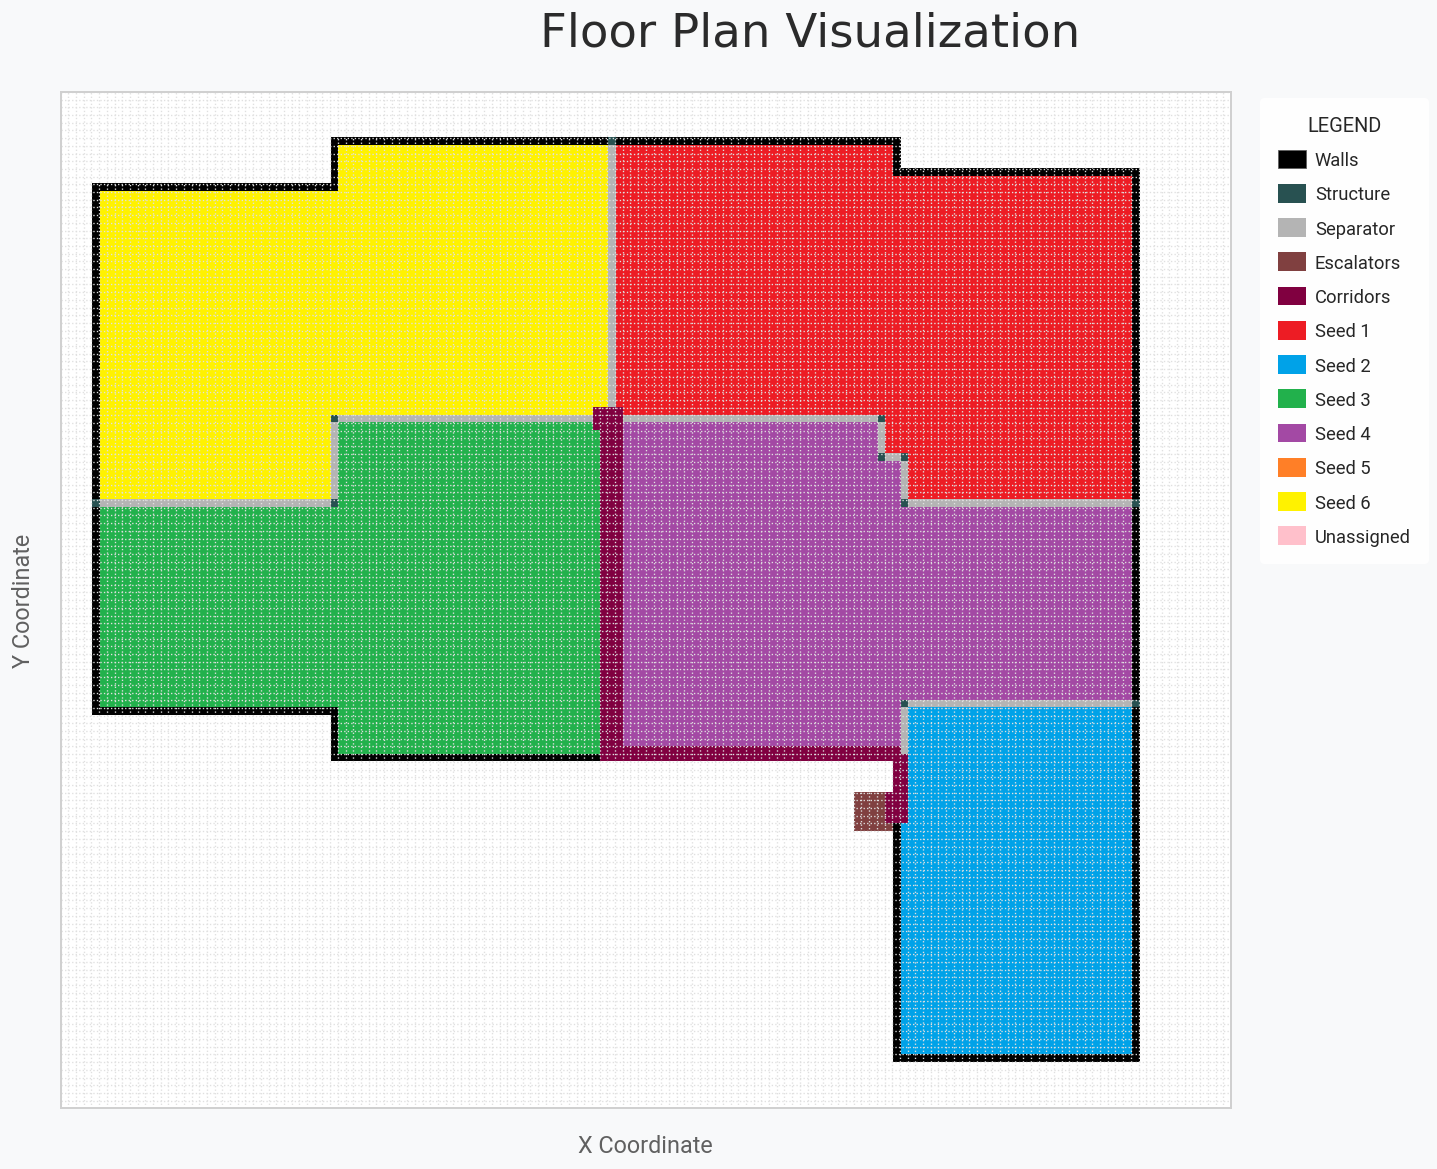 Floor Plan Visualization
LEGEND
Walls
Structure
Separator
Escalators
Corridors
Seed 1
Seed 2
Seed 3
Seed 4
Seed 5
Seed 6
Unassigned
Y Coordinate
X Coordinate